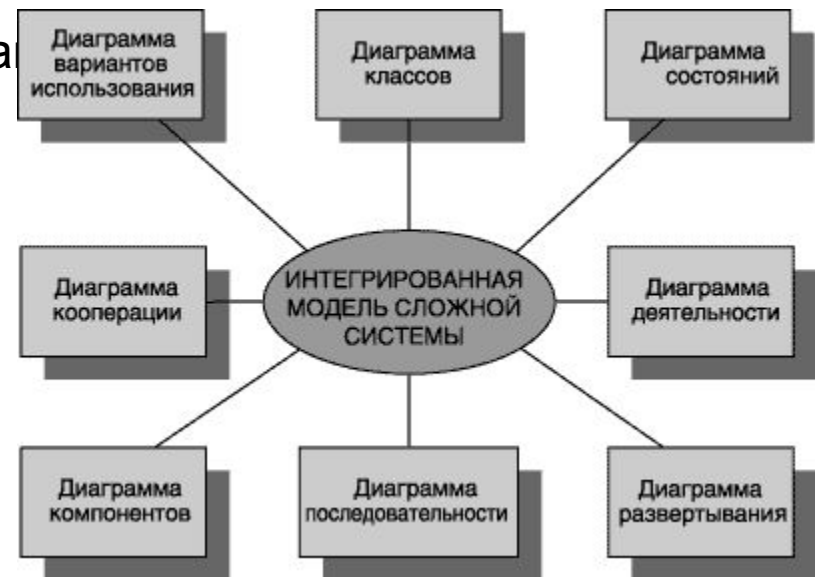 Диаграмма
вариантов
использования
Диаграмма
классов
Диаграмма
состояний
Диаграмма
кооперации
ИНТЕГРИРОВАННАЯ
МОДЕЛЬ СЛОЖНОЙ
СИСТЕМЫ
Диаграмма
деятельности
Диаграмма
компонентов
Диаграмма
последовательности
Диаграмма
развертывания